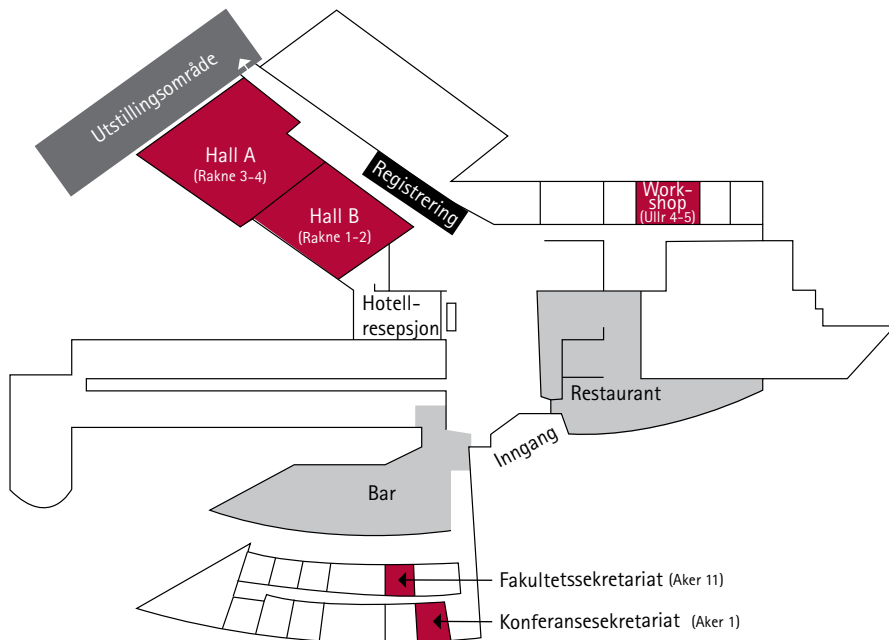 Utstillingsområde
Hall A
(Rakne 3-4)
Hall B
(Rakne 1-2)
Registrering
Work-
shop
(Ullr 4-5)
Hotell-
resepsjon
Restaurant
Inngang
Bar
Fakultetssekretariat (Aker 11)
Konferansesekretariat (Aker 1)